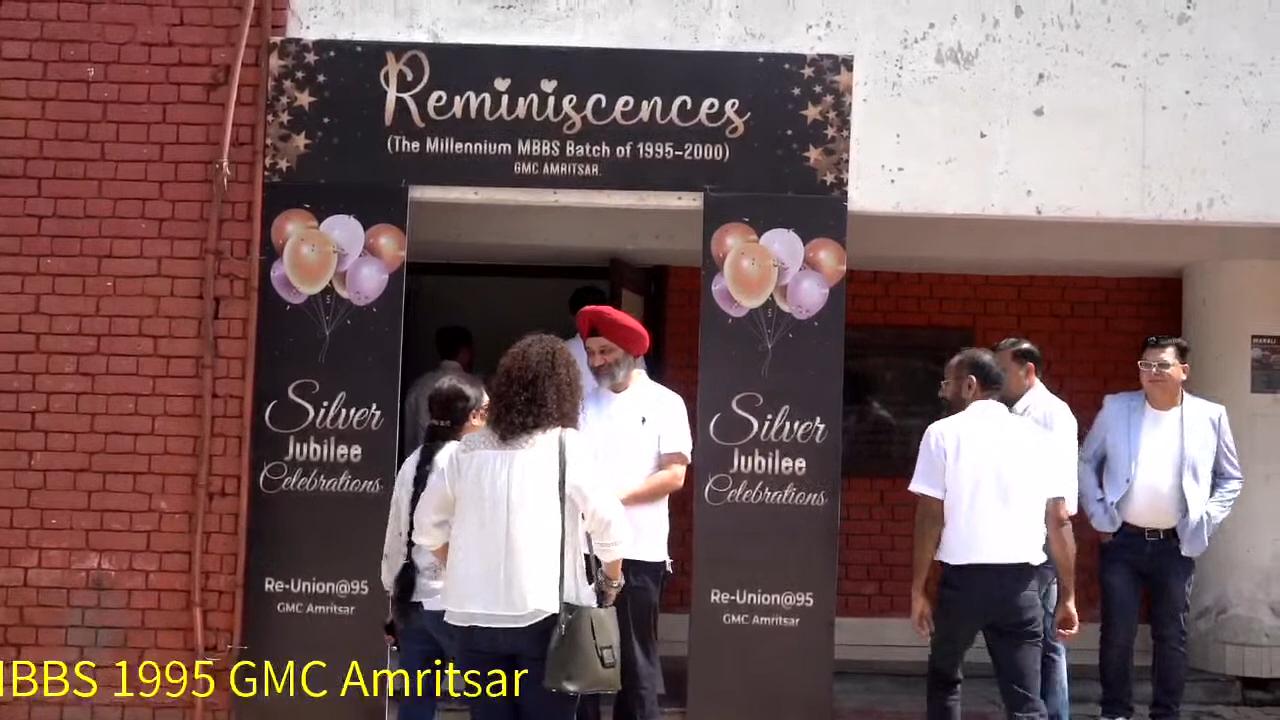 Reminiscences
(The Millennium MBBS Batch of 1995-2000)
GMC AMRITSAR.
Silver
Jubilee
Celebrations
Re-Union@95
GMC Amritsar
Silver
Jubilee
Celebrations
Re-Union@95
GMC Amritsar
MBBS 1995 GMC Amritsar